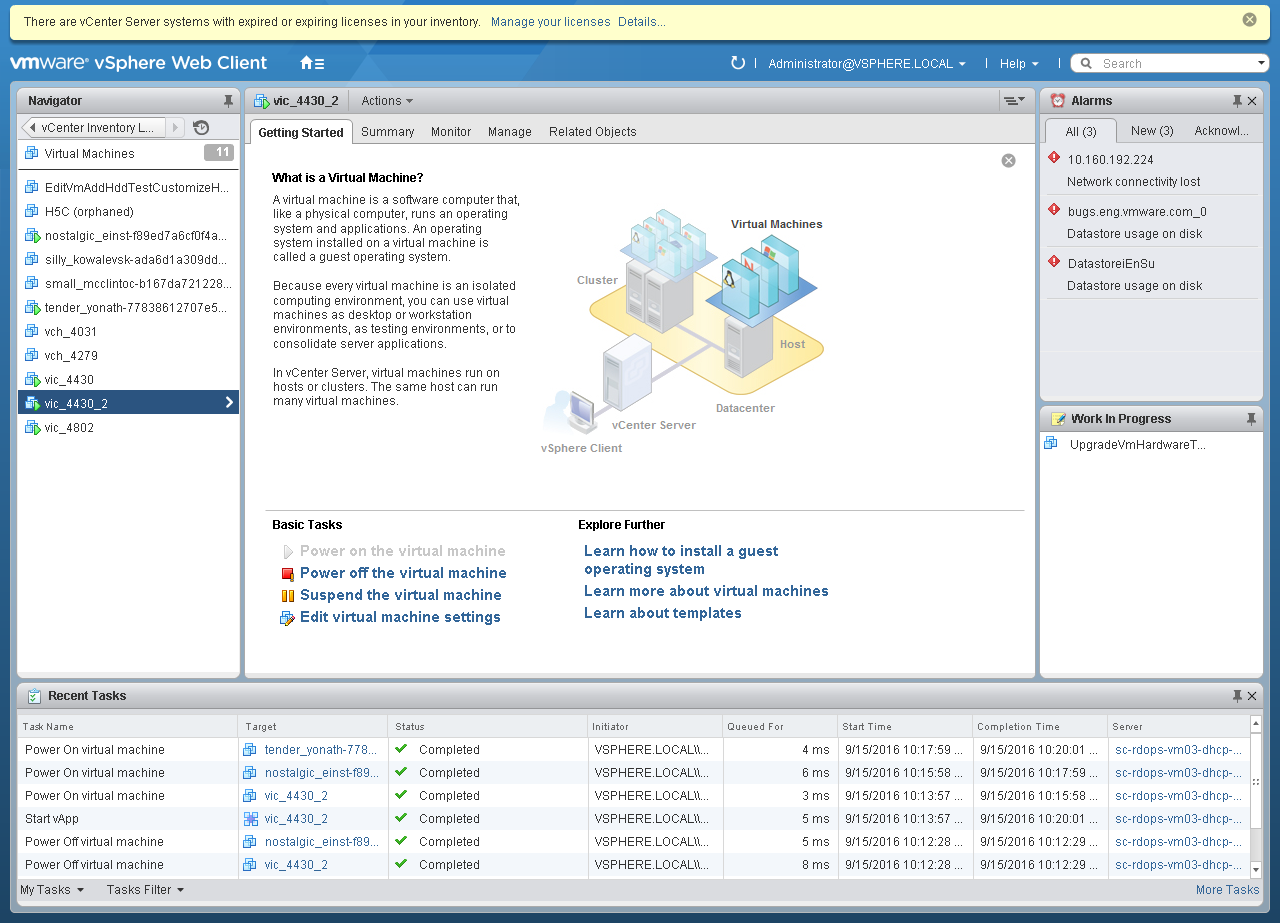 There are vCenter Server systems with expired or expiring licenses in your inventory. Manage your licenses Details...
vmware® vSphere Web Client
Administrator@VSPHERE.LOCAL
Help
Search
Navigator
vCenter Inventory L...
Virtual Machines 11
EditVmAddHddTestCustomizeH...
H5C (orphaned)
nostalgic_einst-f89ed7a6cf0f4a...
silly_kowalevsk-ada6d1a309dd...
small_mcclintoc-b167da721228...
tender_yonath-77838612707e5...
vch_4031
vch_4279
vic_4430
vic_4430_2
vic_4802
vic_4430_2 Actions
Getting Started Summary Monitor Manage Related Objects
What is a Virtual Machine?
A virtual machine is a software computer that,
like a physical computer, runs an operating
system and applications. An operating
system installed on a virtual machine is
called a guest operating system.
Because every virtual machine is an isolated
computing environment, you can use virtual
machines as desktop or workstation
environments, as testing environments, or to
consolidate server applications.
In vCenter Server, virtual machines run on
hosts or clusters. The same host can run
many virtual machines.
Virtual Machines
Cluster
Host
Datacenter
vCenter Server
vSphere Client
Basic Tasks
Power on the virtual machine
Power off the virtual machine
Suspend the virtual machine
Edit virtual machine settings
Explore Further
Learn how to install a guest
operating system
Learn more about virtual machines
Learn about templates
Alarms
All (3) New (3) Acknowl...
10.160.192.224
Network connectivity lost
bugs.eng.vmware.com_0
Datastore usage on disk
DatastoreiEnSu
Datastore usage on disk
Work In Progress
UpgradeVmHardwareT...
Recent Tasks
Task Name Target Status Initiator Queued For Start Time Completion Time Server
Power On virtual machine tender_yonath-778... Completed VSPHERE.LOCAL\\... 4 ms 9/15/2016 10:17:59 ... 9/15/2016 10:20:01 ... sc-rdops-vm03-dhcp-...
Power On virtual machine nostalgic_einst-f89... Completed VSPHERE.LOCAL\\... 6 ms 9/15/2016 10:15:58 ... 9/15/2016 10:17:59 ... sc-rdops-vm03-dhcp-...
Power On virtual machine vic_4430_2 Completed VSPHERE.LOCAL\\... 3 ms 9/15/2016 10:13:57 ... 9/15/2016 10:15:58 ... sc-rdops-vm03-dhcp-...
Start vApp vic_4430_2 Completed VSPHERE.LOCAL\\... 5 ms 9/15/2016 10:13:57 ... 9/15/2016 10:20:01 ... sc-rdops-vm03-dhcp-...
Power Off virtual machine nostalgic_einst-f89... Completed VSPHERE.LOCAL\\... 5 ms 9/15/2016 10:12:28 ... 9/15/2016 10:12:29 ... sc-rdops-vm03-dhcp-...
Power Off virtual machine vic_4430_2 Completed VSPHERE.LOCAL\\... 8 ms 9/15/2016 10:12:28 ... 9/15/2016 10:12:29 ... sc-rdops-vm03-dhcp-...
My Tasks Tasks Filter More Tasks